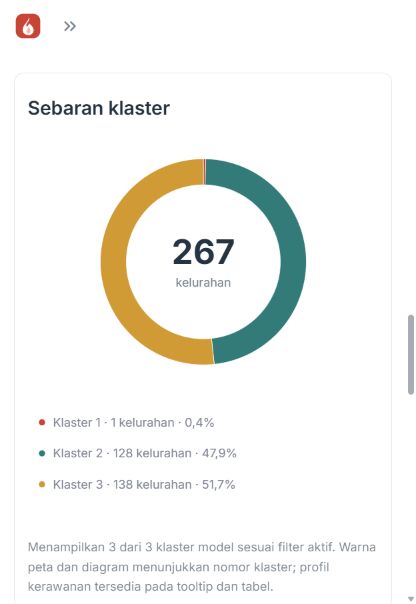 Sebaran klaster
267
kelurahan
Klaster 1 · 1 kelurahan · 0,4%
Klaster 2 · 128 kelurahan · 47,9%
Klaster 3 · 138 kelurahan · 51,7%
Menampilkan 3 dari 3 klaster model sesuai filter aktif. Warna
peta dan diagram menunjukkan nomor klaster; profil
kerawanan tersedia pada tooltip dan tabel.